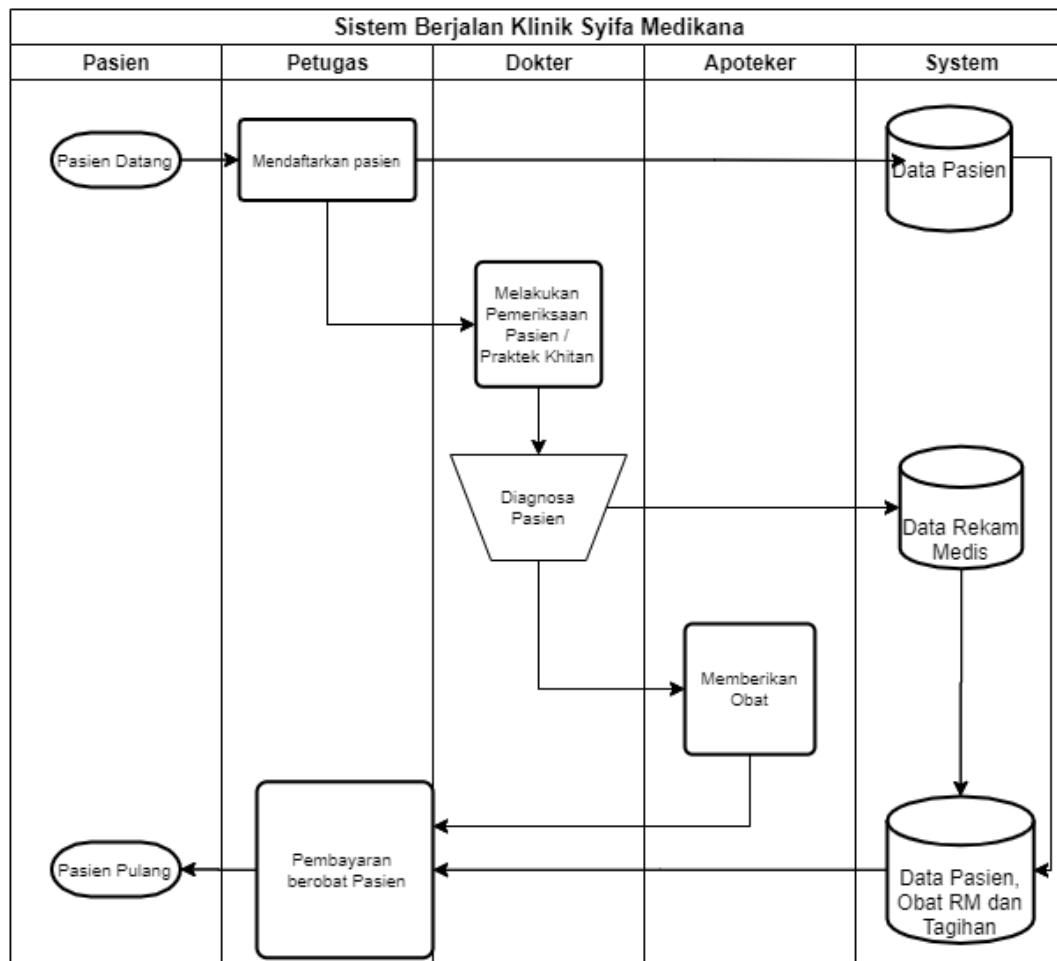 Sistem Berjalan Klinik Syifa Medikana
Pasien
Petugas
Dokter
Apoteker
System
Pasien Datang
Mendaftarkan pasien
Data Pasien
Melakukan
Pemeriksaan
Pasien /
Praktek Khitan
Diagnosa
Pasien
Data Rekam
Medis
Memberikan
Obat
Pasien Pulang
Pembayaran
berobat Pasien
Data Pasien,
Obat RM dan
Tagihan